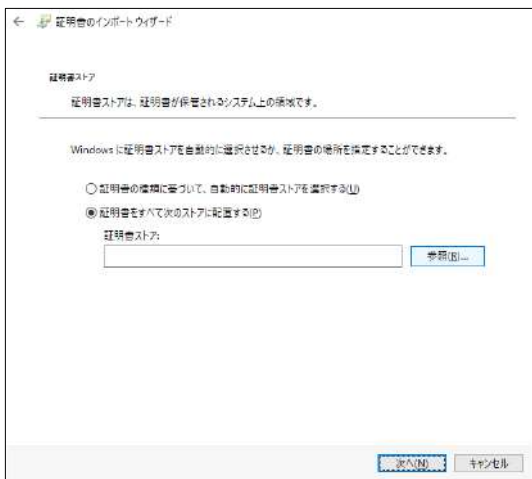 ← 証明書のインポート ウィザード
証明書ストア
証明書ストアは、証明書が保管されるシステム上の領域です。
Windows に証明書ストアを自動的に選択させるか、証明書の場所を指定することができます。
証明書の種類に基づいて、自動的に証明書ストアを選択する(U)
証明書をすべて次のストアに配置する(P)
証明書ストア:
参照(R)...
次へ(N) キャンセル